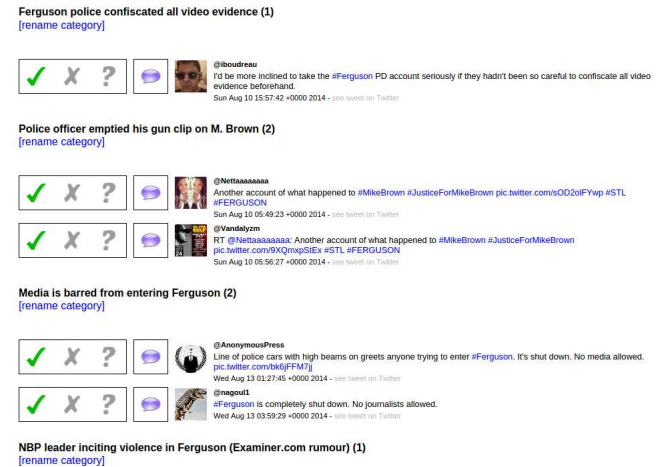 Ferguson police confiscated all video evidence (1)
[rename category]
@iboudreau
I'd be more inclined to take the #Ferguson PD account seriously if they hadn't been so careful to confiscate all video
evidence beforehand.
Sun Aug 10 15:57:42 +0000 2014 - see tweet on Twitter
Police officer emptied his gun clip on M. Brown (2)
[rename category]
@Nettaaaaaaaa
Another account of what happened to #MikeBrown #JusticeForMikeBrown pic.twitter.com/sOD2olFYwp #STL
#FERGUSON
Sun Aug 10 05:49:23 +0000 2014 - see tweet on Twitter
@Vandalyzm
RT @Nettaaaaaaaa: Another account of what happened to #MikeBrown #JusticeForMikeBrown
pic.twitter.com/9XQmxpStEx #STL #FERGUSON
Sun Aug 10 05:56:27 +0000 2014 - see tweet on Twitter
Media is barred from entering Ferguson (2)
[rename category]
@AnonymousPress
Line of police cars with high beams on greets anyone trying to enter #Ferguson. It's shut down. No media allowed.
pic.twitter.com/bk6jFFM7jj
Wed Aug 13 01:27:45 +0000 2014 - see tweet on Twitter
@nagoul1
#Ferguson is completely shut down. No journalists allowed.
Wed Aug 13 03:59:29 +0000 2014 - see tweet on Twitter
NBP leader inciting violence in Ferguson (Examiner.com rumour) (1)
[rename category]